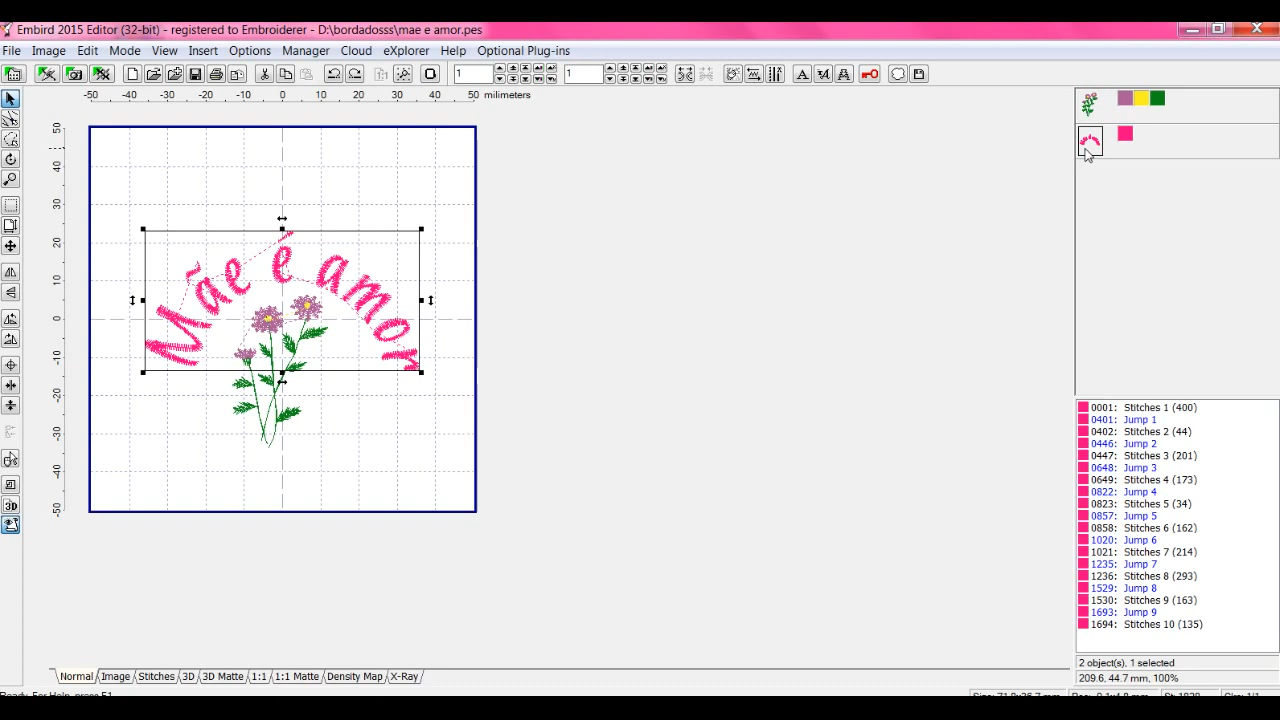 Embird 2015 Editor (32-bit) - registered to Embroiderer - D:\bordadosss\mae e amor.pes
File Image Edit Mode View Insert Options Manager Cloud eXplorer Help Optional Plug-ins
1 1
-50 -40 -30 -20 -10 0 10 20 30 40 50 milimeters
50
40
30
20
10
0
-10
-20
-30
-40
-50
Mãe é amor
0001: Stitches 1 (400)
0401: Jump 1
0402: Stitches 2 (44)
0446: Jump 2
0447: Stitches 3 (201)
0648: Jump 3
0649: Stitches 4 (173)
0822: Jump 4
0823: Stitches 5 (34)
0857: Jump 5
0858: Stitches 6 (162)
1020: Jump 6
1021: Stitches 7 (214)
1235: Jump 7
1236: Stitches 8 (293)
1529: Jump 8
1530: Stitches 9 (163)
1693: Jump 9
1694: Stitches 10 (135)
2 object(s). 1 selected
209.6, 44.7 mm, 100%
3D
Normal Image Stitches 3D 3D Matte 1:1 1:1 Matte Density Map X-Ray
Ready. For Help, press F1